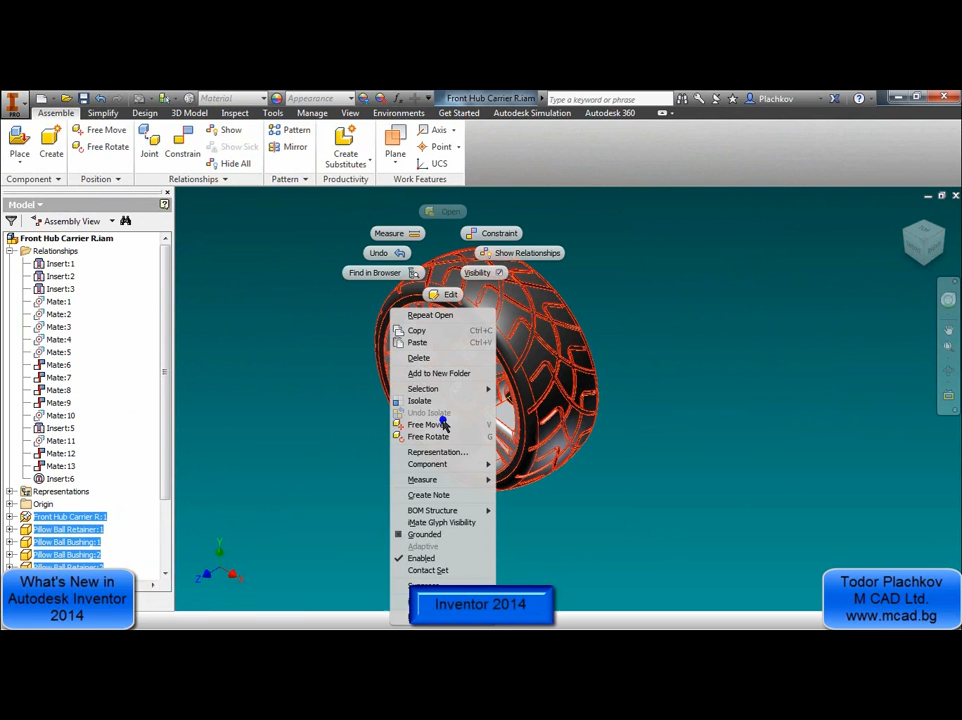 PRO
Material
Appearance
Front Hub Carrier R.iam
Type a keyword or phrase
Plachkov
Assemble Simplify Design 3D Model Inspect Tools Manage View Environments Get Started Vault Autodesk Simulation Autodesk 360
Place
Create
Free Move
Free Rotate
Joint
Constrain
Show
Show Sick
Hide All
Pattern
Mirror
Create
Substitutes
Plane
Axis
Point
UCS
Component
Position
Relationships
Pattern
Productivity
Work Features
Model
Assembly View
Front Hub Carrier R.iam
Relationships
Insert:1
Insert:2
Insert:3
Mate:1
Mate:2
Mate:3
Mate:4
Mate:5
Mate:6
Mate:7
Mate:8
Mate:9
Mate:10
Insert:5
Mate:11
Mate:12
Mate:13
Insert:6
Representations
Origin
Front Hub Carrier R:1
Pillow Ball Retainer:1
Pillow Ball Bushing:1
Pillow Ball Bushing:2
Open
Measure
Constraint
Undo
Show Relationships
Find in Browser
Visibility
Edit
Repeat Open
Copy Ctrl+C
Paste Ctrl+V
Delete
Add to New Folder
Selection
Isolate
Undo Isolate
Free Move V
Free Rotate G
Representation...
Component
Measure
Create Note
BOM Structure
iMate Glyph Visibility
Grounded
Adaptive
Enabled
Contact Set
Y
Z
X
What's New in
Autodesk Inventor
2014
Inventor 2014
Todor Plachkov
M CAD Ltd.
www.mcad.bg